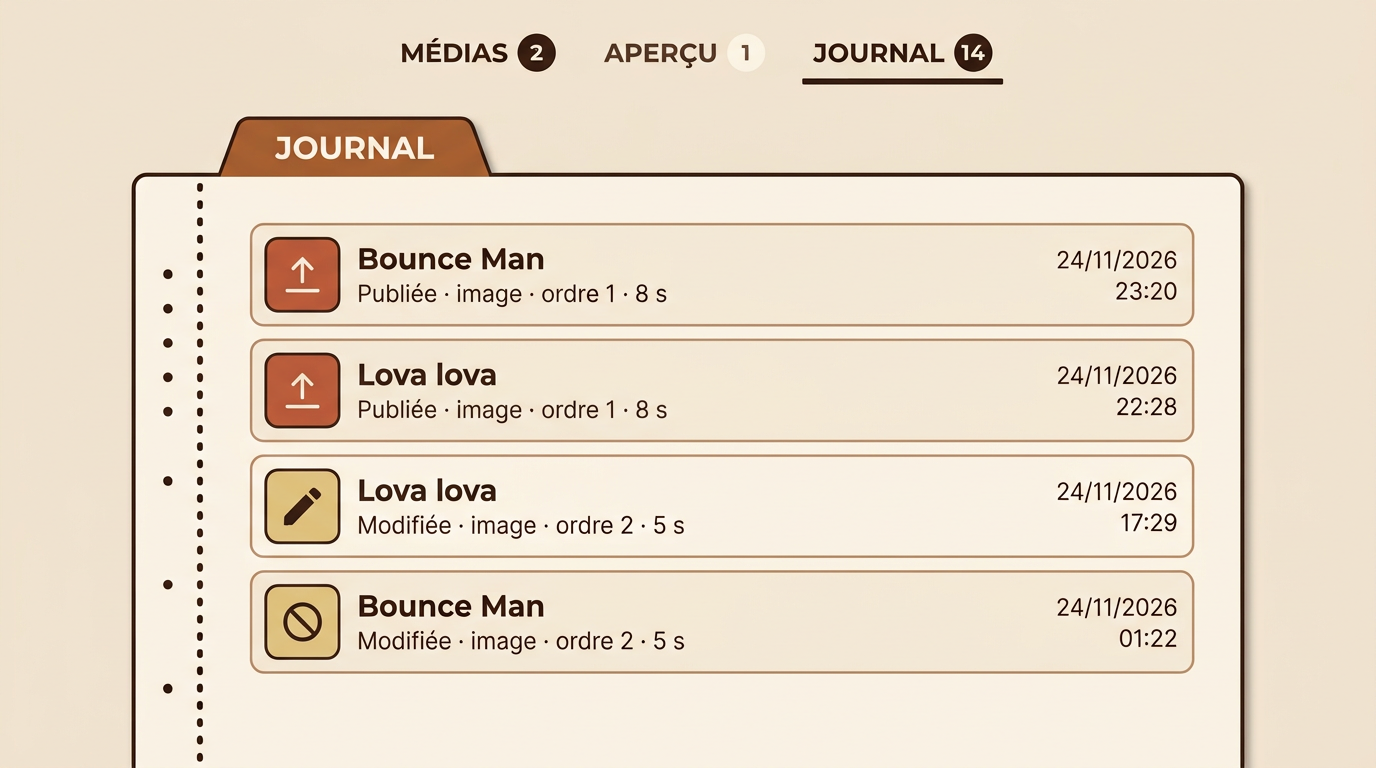 MÉDIAS 2 APERÇU 1 JOURNAL 14
JOURNAL
Bounce Man
Publiée · image · ordre 1 · 8 s
24/11/2026
23:20
Lova lova
Publiée · image · ordre 1 · 8 s
24/11/2026
22:28
Lova lova
Modifiée · image · ordre 2 · 5 s
24/11/2026
17:29
Bounce Man
Modifiée · image · ordre 2 · 5 s
24/11/2026
01:22